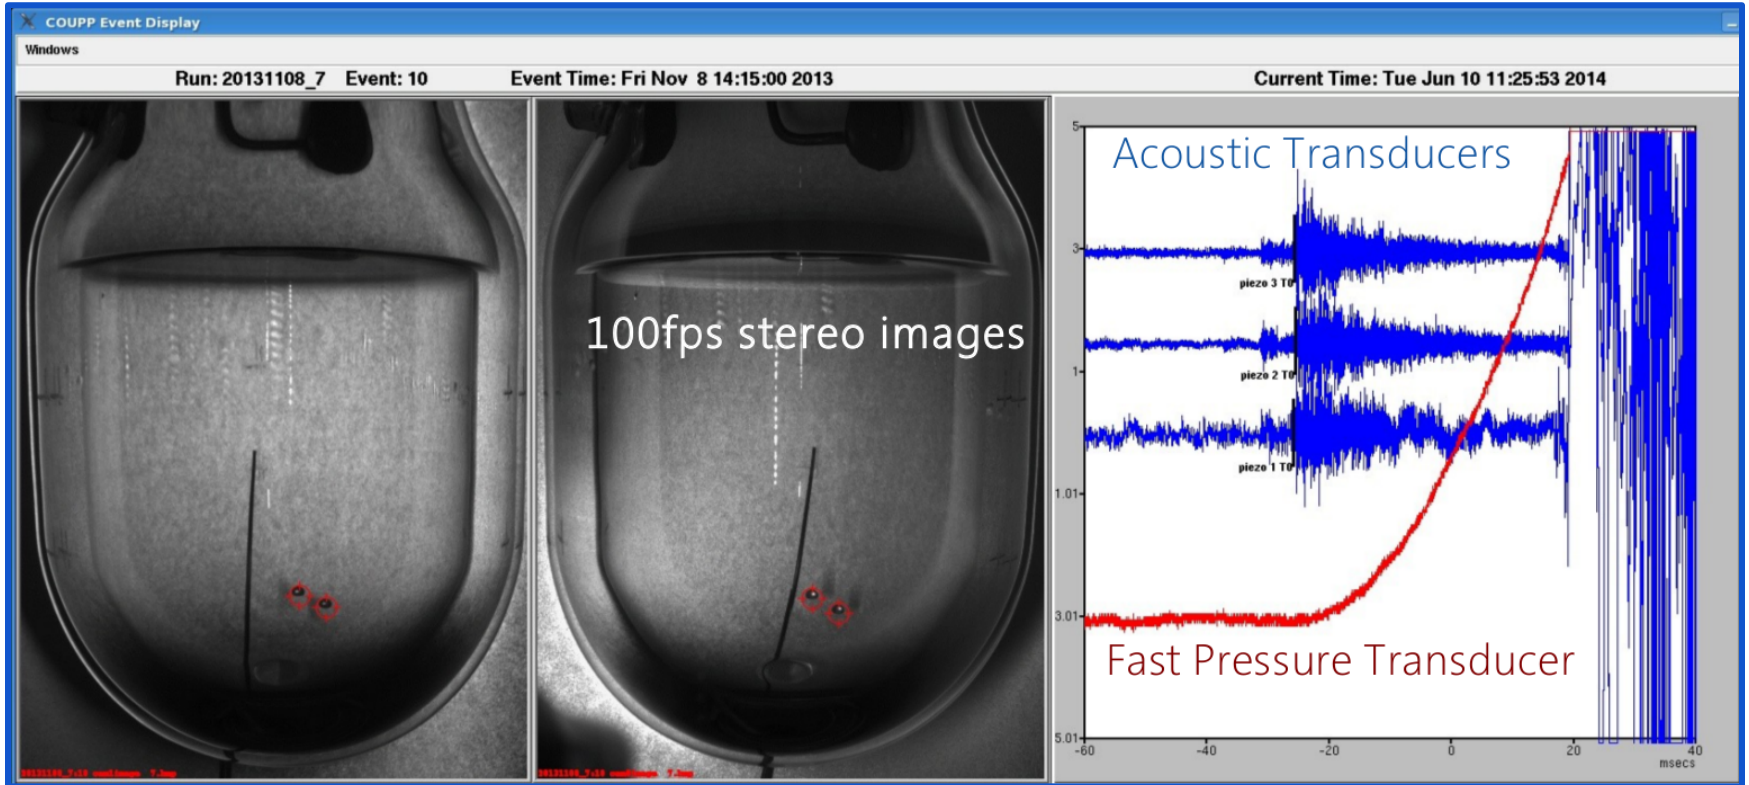 COUPP Event Display
Windows
Run: 20131108_7 Event: 10 Event Time: Fri Nov 8 14:15:00 2013 Current Time: Tue Jun 10 11:25:53 2014
100fps stereo images
Acoustic Transducers
5
3
1
1.01
3.01
5.01
piezo 3 T0
piezo 2 T0
piezo 1 T0
Fast Pressure Transducer
-60 -40 -20 0 20 40
msecs